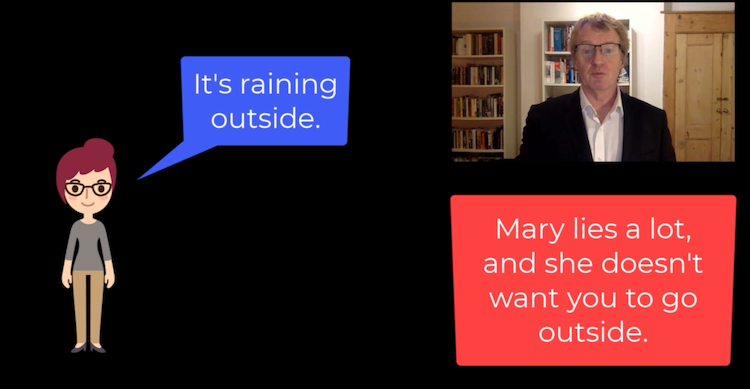 It's raining
outside.
Mary lies a lot,
and she doesn't
want you to go
outside.